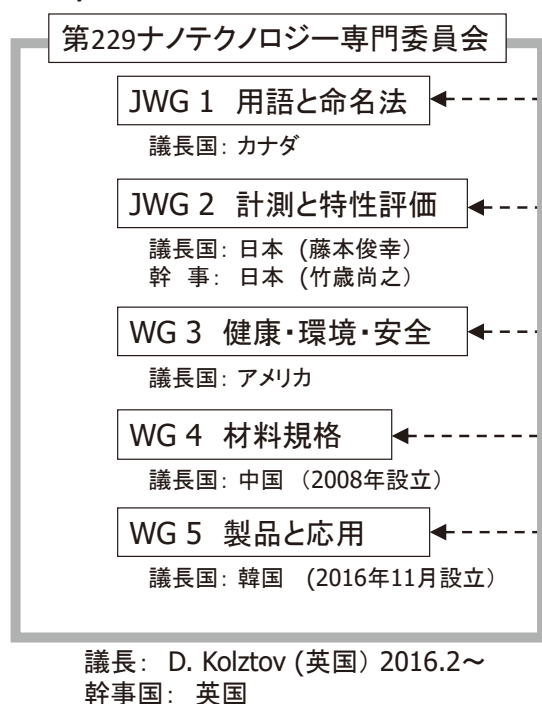 第229ナノテクノロジー専門委員会
JWG 1 用語と命名法
議長国: カナダ
JWG 2 計測と特性評価
議長国: 日本 (藤本俊幸)
幹 事: 日本 (竹歳尚之)
WG 3 健康・環境・安全
議長国: アメリカ
WG 4 材料規格
議長国: 中国 (2008年設立)
WG 5 製品と応用
議長国: 韓国 (2016年11月設立)
議長: D. Kolztov (英国) 2016.2～
幹事国: 英国